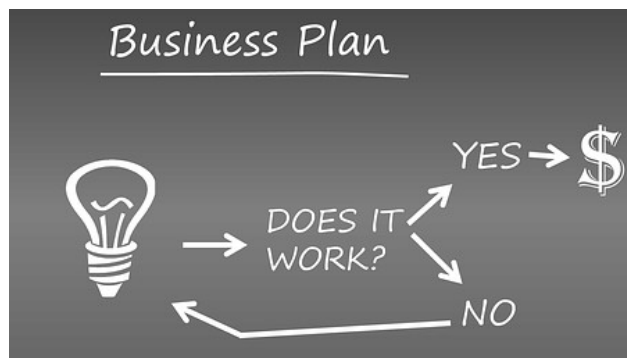 Business Plan
YES
$
DOES IT
WORK?
NO